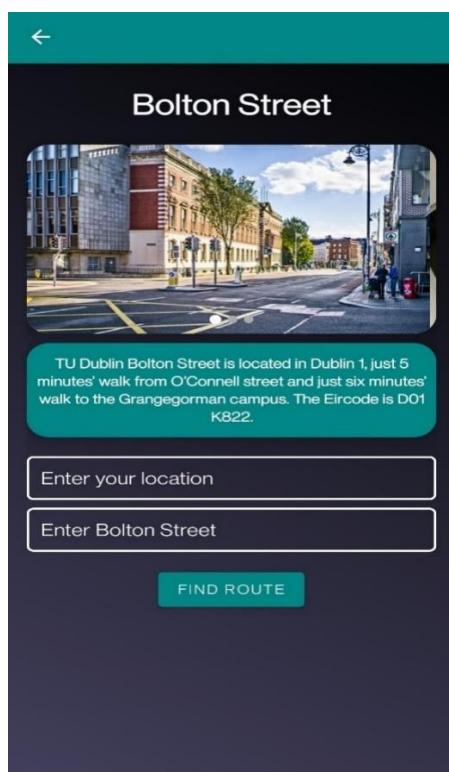 Bolton Street
TU Dublin Bolton Street is located in Dublin 1, just 5
minutes' walk from O'Connell street and just six minutes'
walk to the Grangegorman campus. The Eircode is D01
K822.
Enter your location
Enter Bolton Street
FIND ROUTE